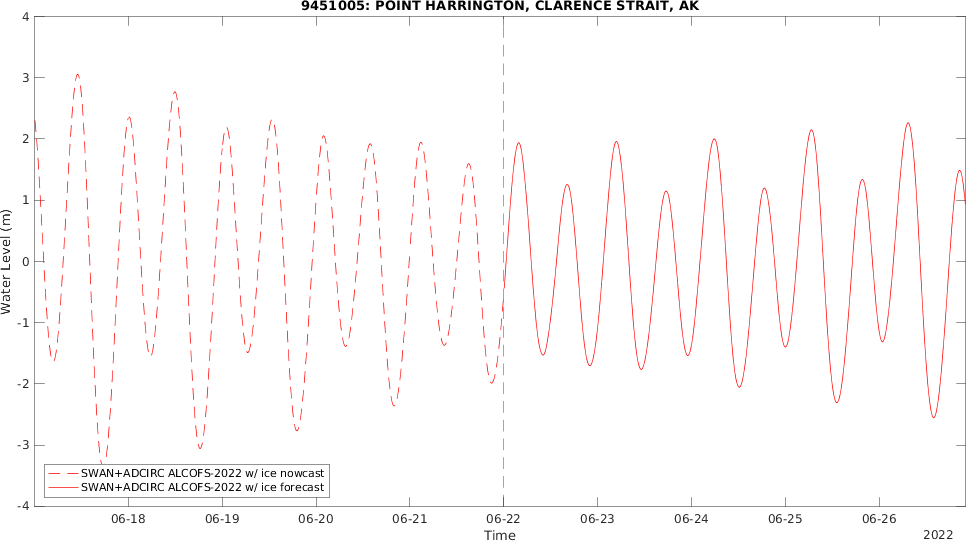 9451005: POINT HARRINGTON, CLARENCE STRAIT, AK
4
3
2
1
0
-1
-2
-3
-4
Water Level (m)
SWAN+ADCIRC ALCOFS-2022 w/ ice nowcast
SWAN+ADCIRC ALCOFS-2022 w/ ice forecast
06-18 06-19 06-20 06-21 06-22 06-23 06-24 06-25 06-26
Time
2022